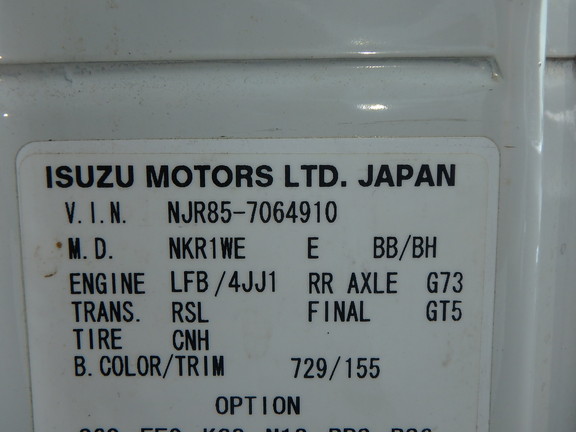 ISUZU MOTORS LTD. JAPAN
V.I.N. NJR85-7064910
M.D. NKR1WE E BB/BH
ENGINE LFB/4JJ1 RR AXLE G73
TRANS. RSL FINAL GT5
TIRE CNH
B.COLOR/TRIM 729/155
OPTION